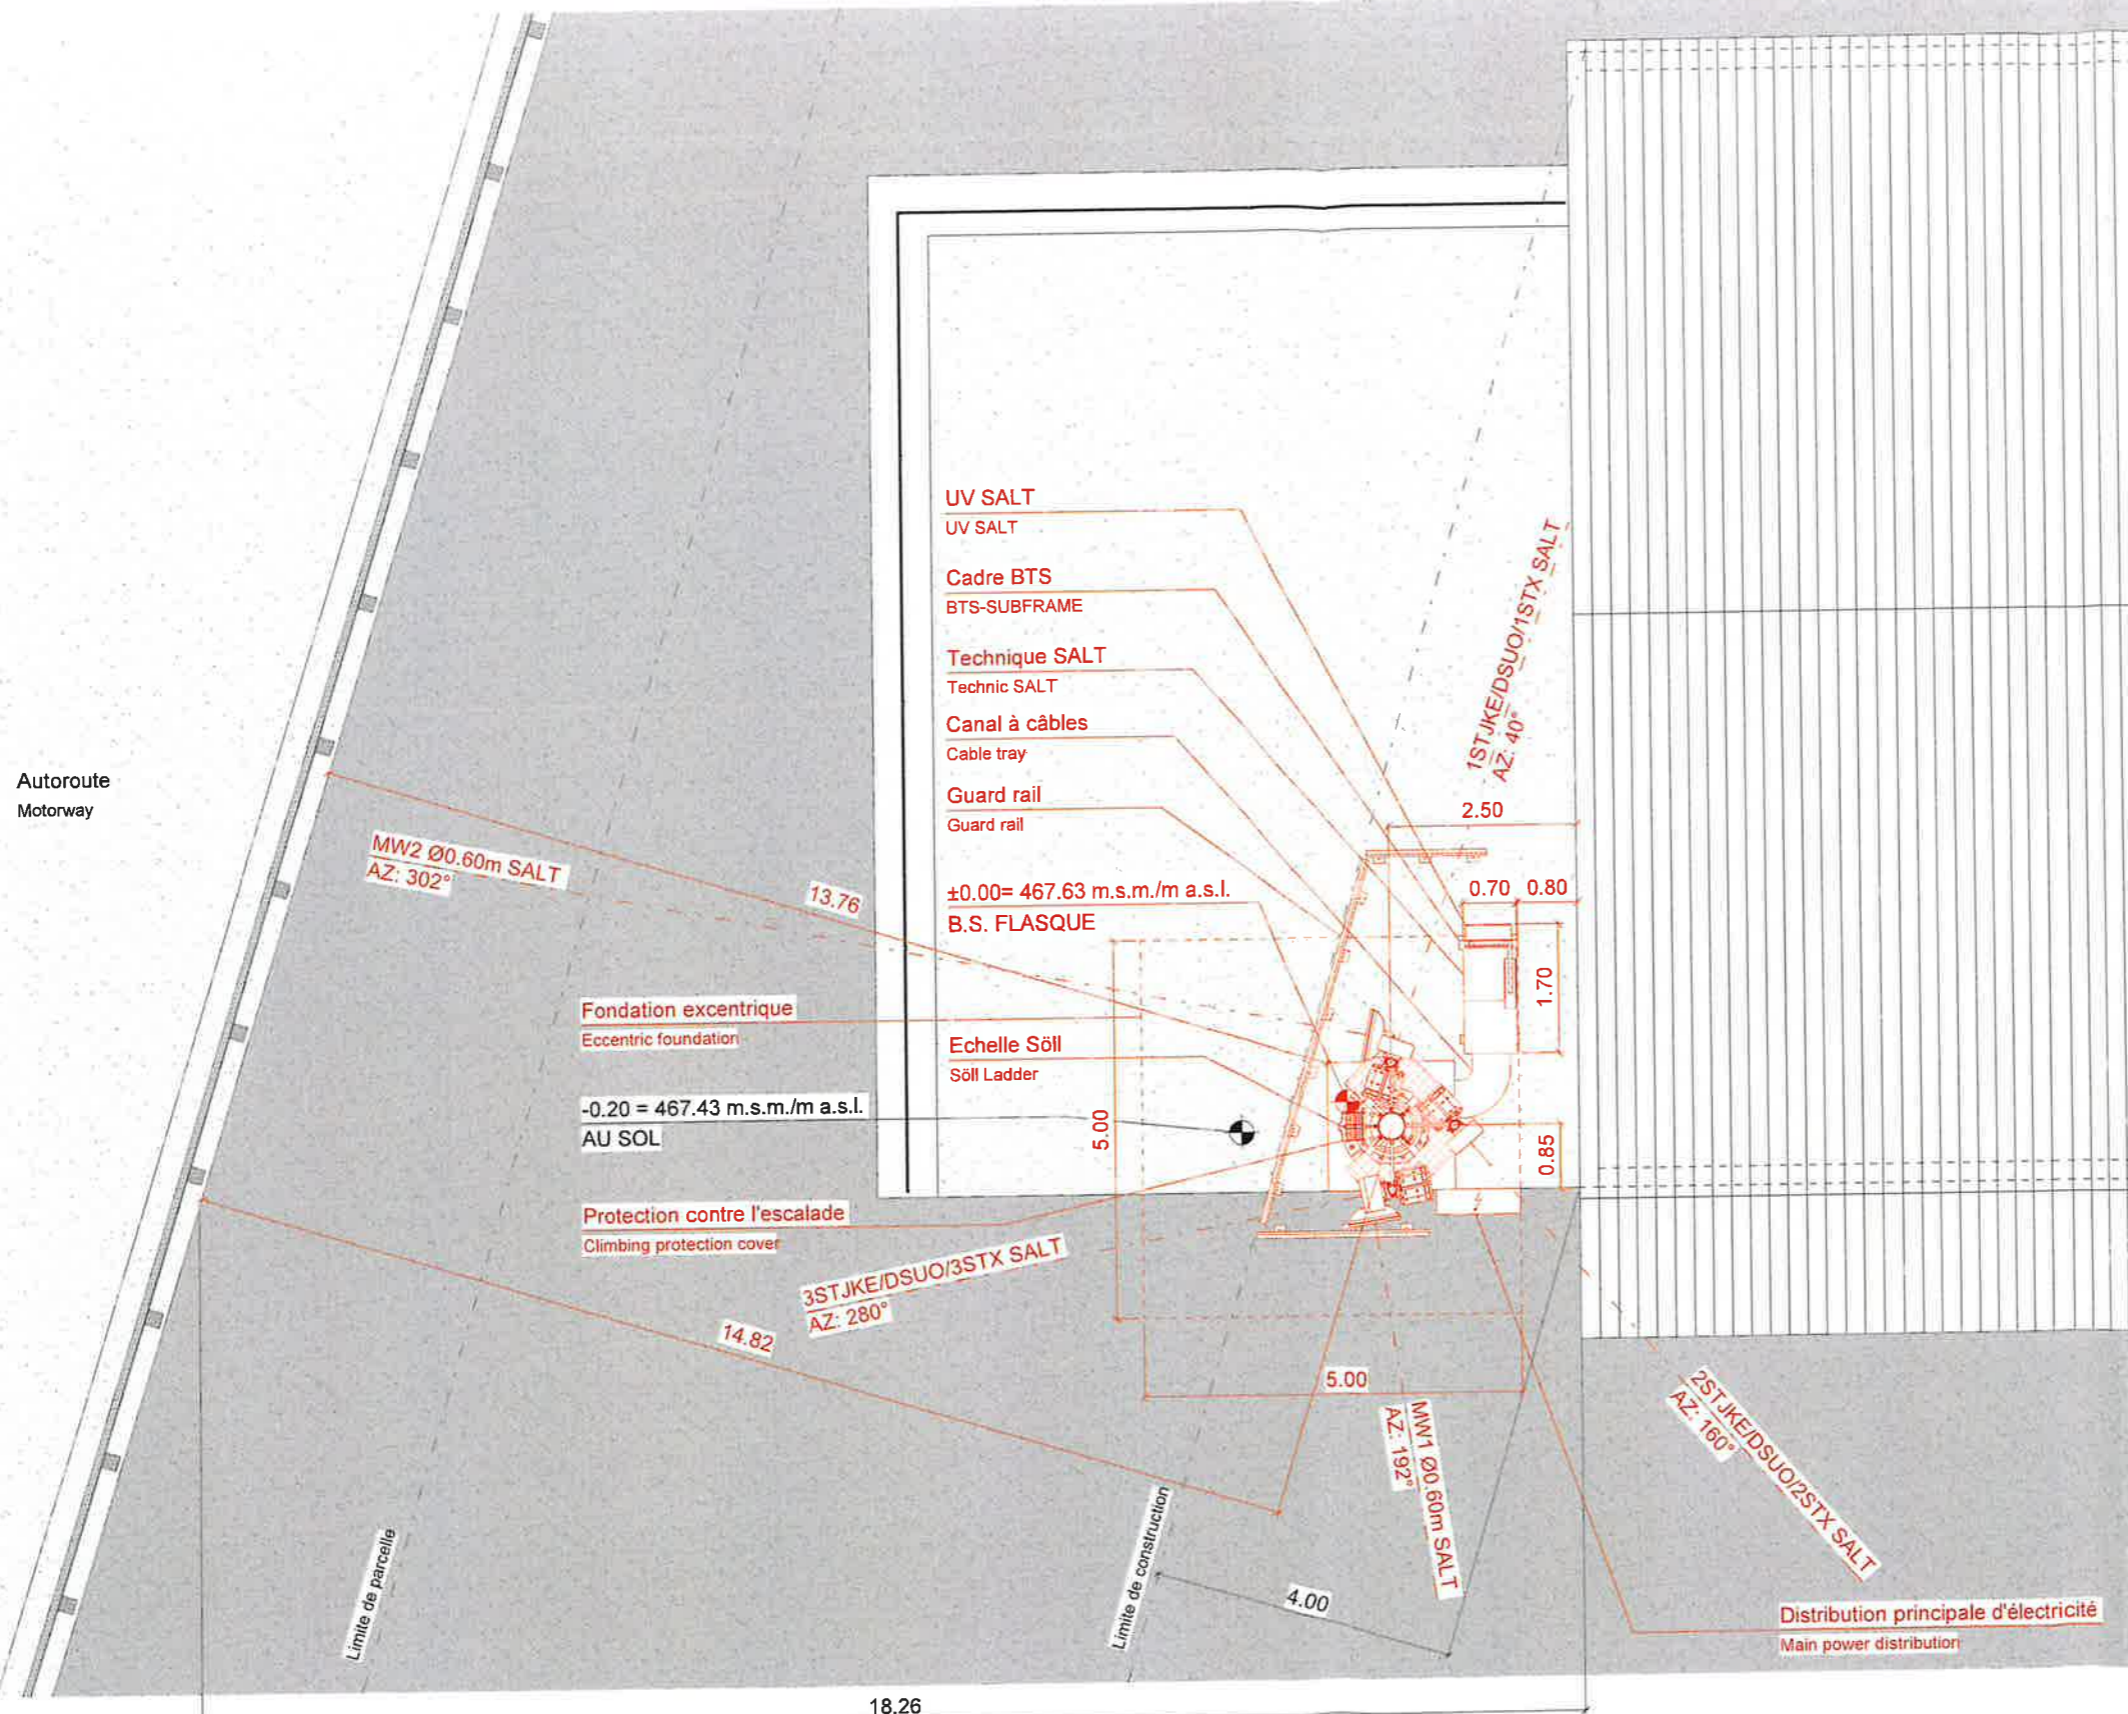 UV SALT
UV SALT
Cadre BTS
BTS-SUBFRAME
Technique SALT
Technic SALT
Canal à câbles
Cable tray
Guard rail
Guard rail
±0.00= 467.63 m.s.m./m a.s.l.
B.S. FLASQUE
1STJKE/DSUO/1STX SALT
AZ: 40°
Autoroute
Motorway
MW2 Ø0.60m SALT
AZ: 302°
13.76
2.50
0.70
0.80
1.70
Fondation excentrique
Eccentric foundation
Echelle Söll
Söll Ladder
-0.20 = 467.43 m.s.m./m a.s.l.
AU SOL
5.00
0.85
Protection contre l'escalade
Climbing protection cover
3STJKE/DSUO/3STX SALT
AZ: 280°
14.82
5.00
MW1 Ø0.60m SALT
AZ: 192°
2STJKE/DSUO/2STX SALT
AZ: 160°
Limite de parcelle
Limite de construction
4.00
Distribution principale d'électricité
Main power distribution
18.26